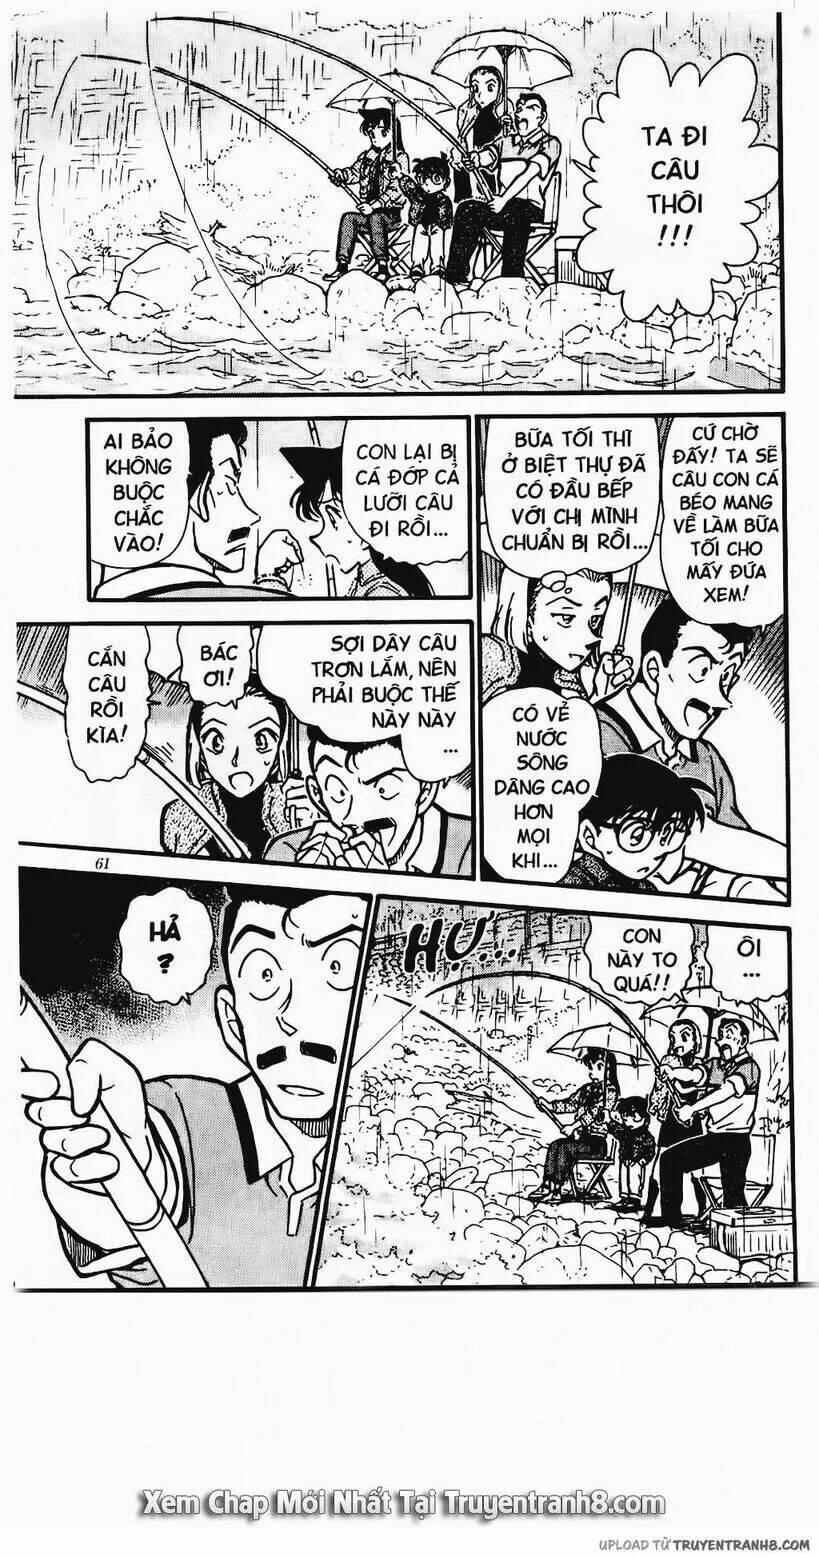 TA ĐI
CÂU
THÔI
!!!
CỨ CHỜ
ĐẤY! TA SẼ
CÂU CON CÁ
BÉO MANG
VỀ LÀM BỮA
TỐI CHO
MẤY ĐỨA
XEM!
BỮA TỐI THÌ
Ở BIỆT THỰ ĐÃ
CÓ ĐẦU BẾP
VỚI CHỊ MÌNH
CHUẨN BỊ RỒI...
CÓ VẺ
NƯỚC
SÔNG
DÂNG CAO
HƠN
MỌI
KHI...
CON LẠI BỊ
CÁ ĐỚP CẢ
LƯỠI CÂU
ĐI RỒI...
AI BẢO
KHÔNG
BUỘC
CHẮC
VÀO!
SỢI DÂY CÂU
TRƠN LẮM, NÊN
PHẢI BUỘC THẾ
NÀY NÀY
...
BÁC
ƠI!
CẮN
CÂU
RỒI
KÌA!
61
ÔI
...
CON
NÀY TO
QUÁ!!
HỰ...
HẢ
?
Xem Chap Mới Nhất Tại Truyentranh8.com
UPLOAD TỪ TRUYENTRANH8.COM